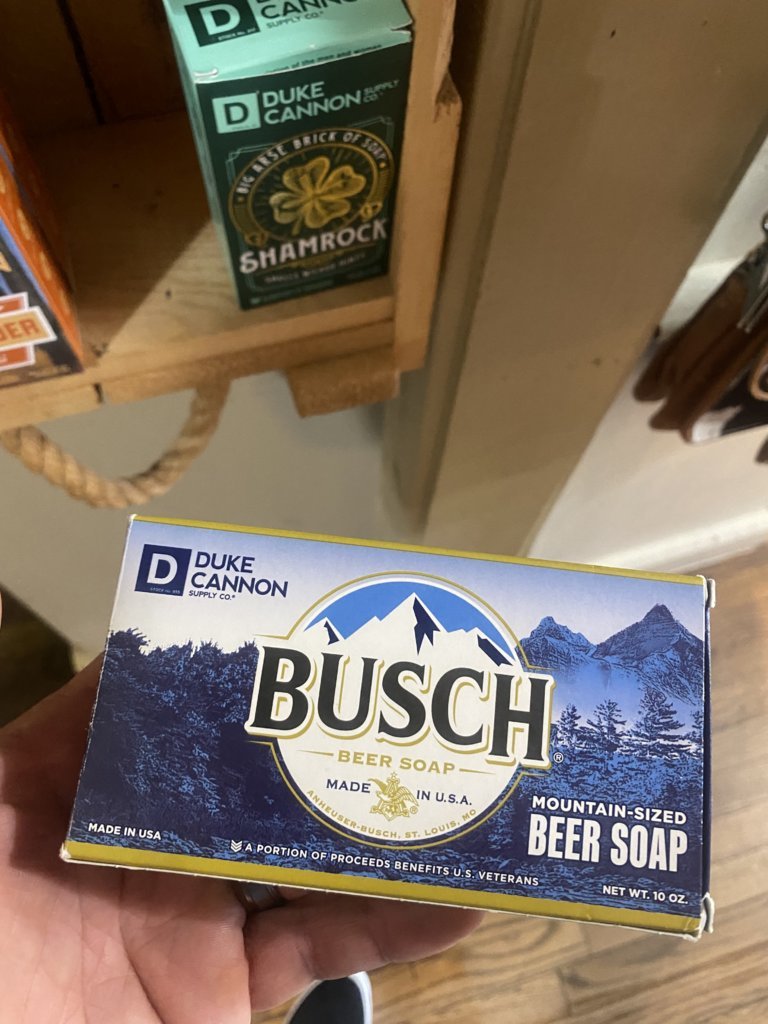 DUKE
CANNON
SUPPLY CO.
D
DUKE
CANNON
SUPPLY
CO.
D
BIG ARSE BRICK OF SOAP
SHAMROCK
DUKE
CANNON
SUPPLY CO.®
D
BUSCH®
BEER SOAP
MADE IN U.S.A.
ANHEUSER-BUSCH, ST. LOUIS, MO
MOUNTAIN-SIZED
BEER SOAP
MADE IN USA
A PORTION OF PROCEEDS BENEFITS U.S. VETERANS
NET WT. 10 OZ.